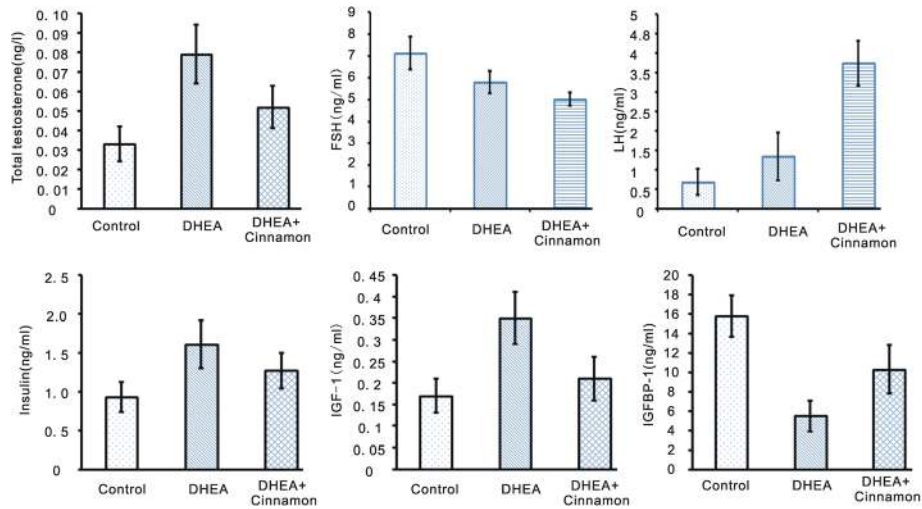 0.10
0.09
0.08
0.07
0.06
0.05
0.04
0.03
0.02
0.01
0
Total testosterone(ng/l)
Control
DHEA
DHEA+
Cinnamon
9
8
7
6
5
4
3
2
1
0
FSH(ng/ml)
Control
DHEA
DHEA+
Cinnamon
5
3.5
2.5
1.5
0.5
0
LH(ng/ml)
Control
DHEA
DHEA+
Cinnamon
2.5
2.0
1.5
1.0
0.5
0
Insulin(ng/ml)
Control
DHEA
DHEA+
Cinnamon
0.45
0.4
0.35
0.3
0.25
0.2
0.15
0.1
0.05
0
IGF-1(ng/ml)
Control
DHEA
DHEA+
Cinnamon
20
18
16
14
12
10
8
6
4
2
0
IGFBP-1(ng/ml)
Control
DHEA
DHEA+
Cinnamon